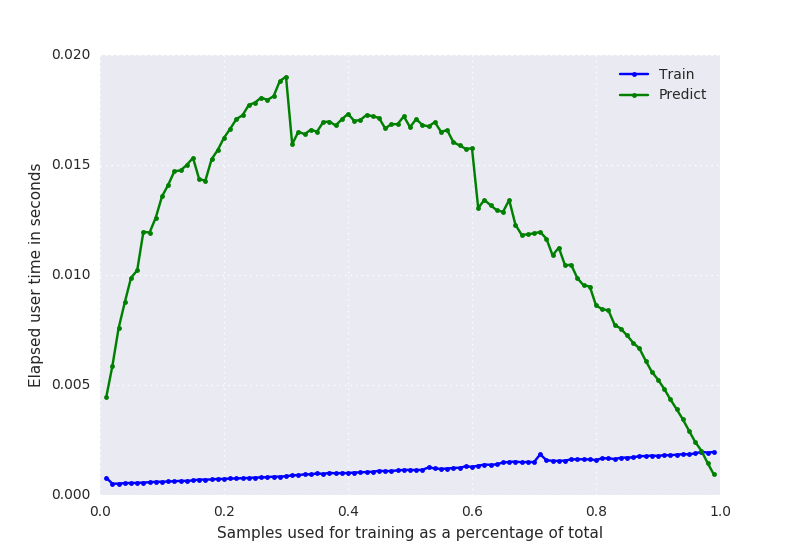 0.020
0.015
0.010
0.005
0.000
0.0
0.2
0.4
0.6
0.8
1.0
Elapsed user time in seconds
Samples used for training as a percentage of total
Train
Predict